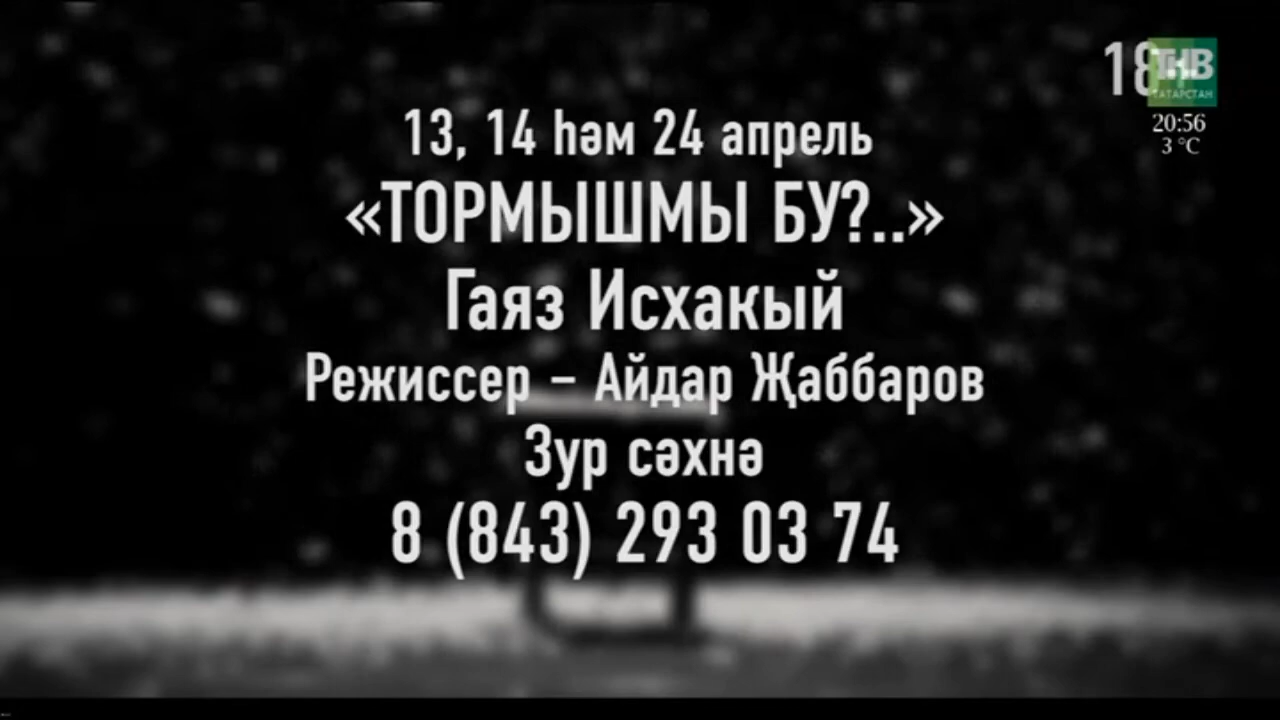 18
ТНВ
ТАТАРСТАН
20:56
3 °C
13, 14 һәм 24 апрель
«ТОРМЫШМЫ БУ?..»
Гаяз Исхакый
Режиссер – Айдар Җаббаров
Зур сәхнә
8 (843) 293 03 74